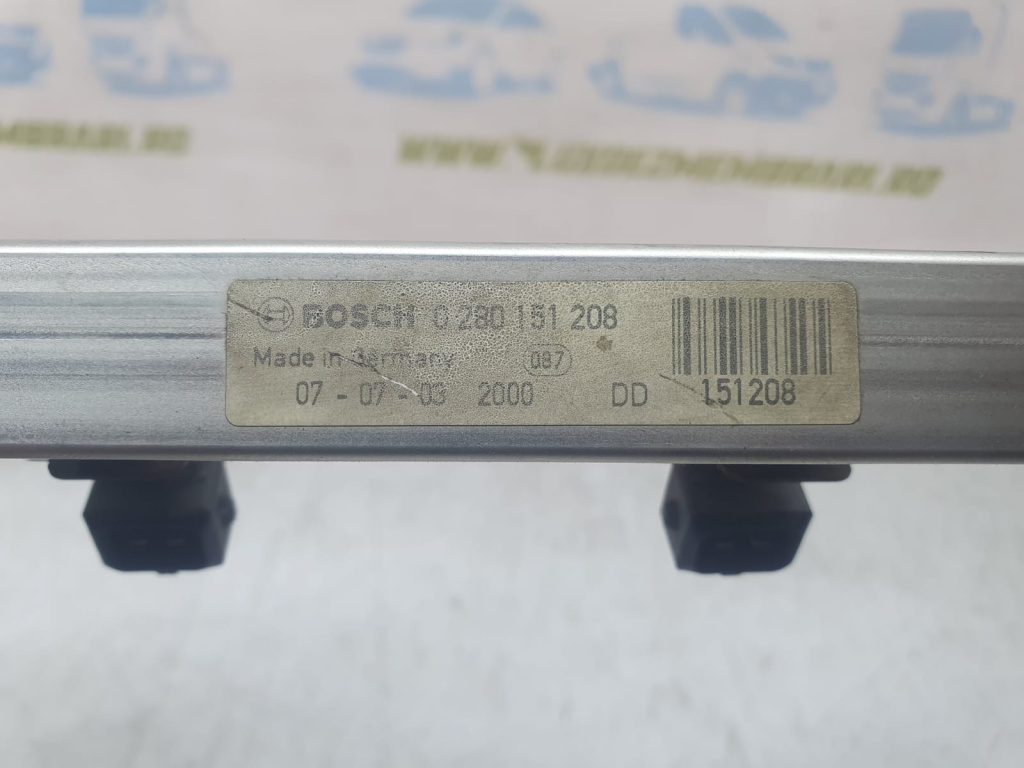 BOSCH 0 280 151 208
Made in Germany 087
07 - 07 - 03 2000 DD 151208